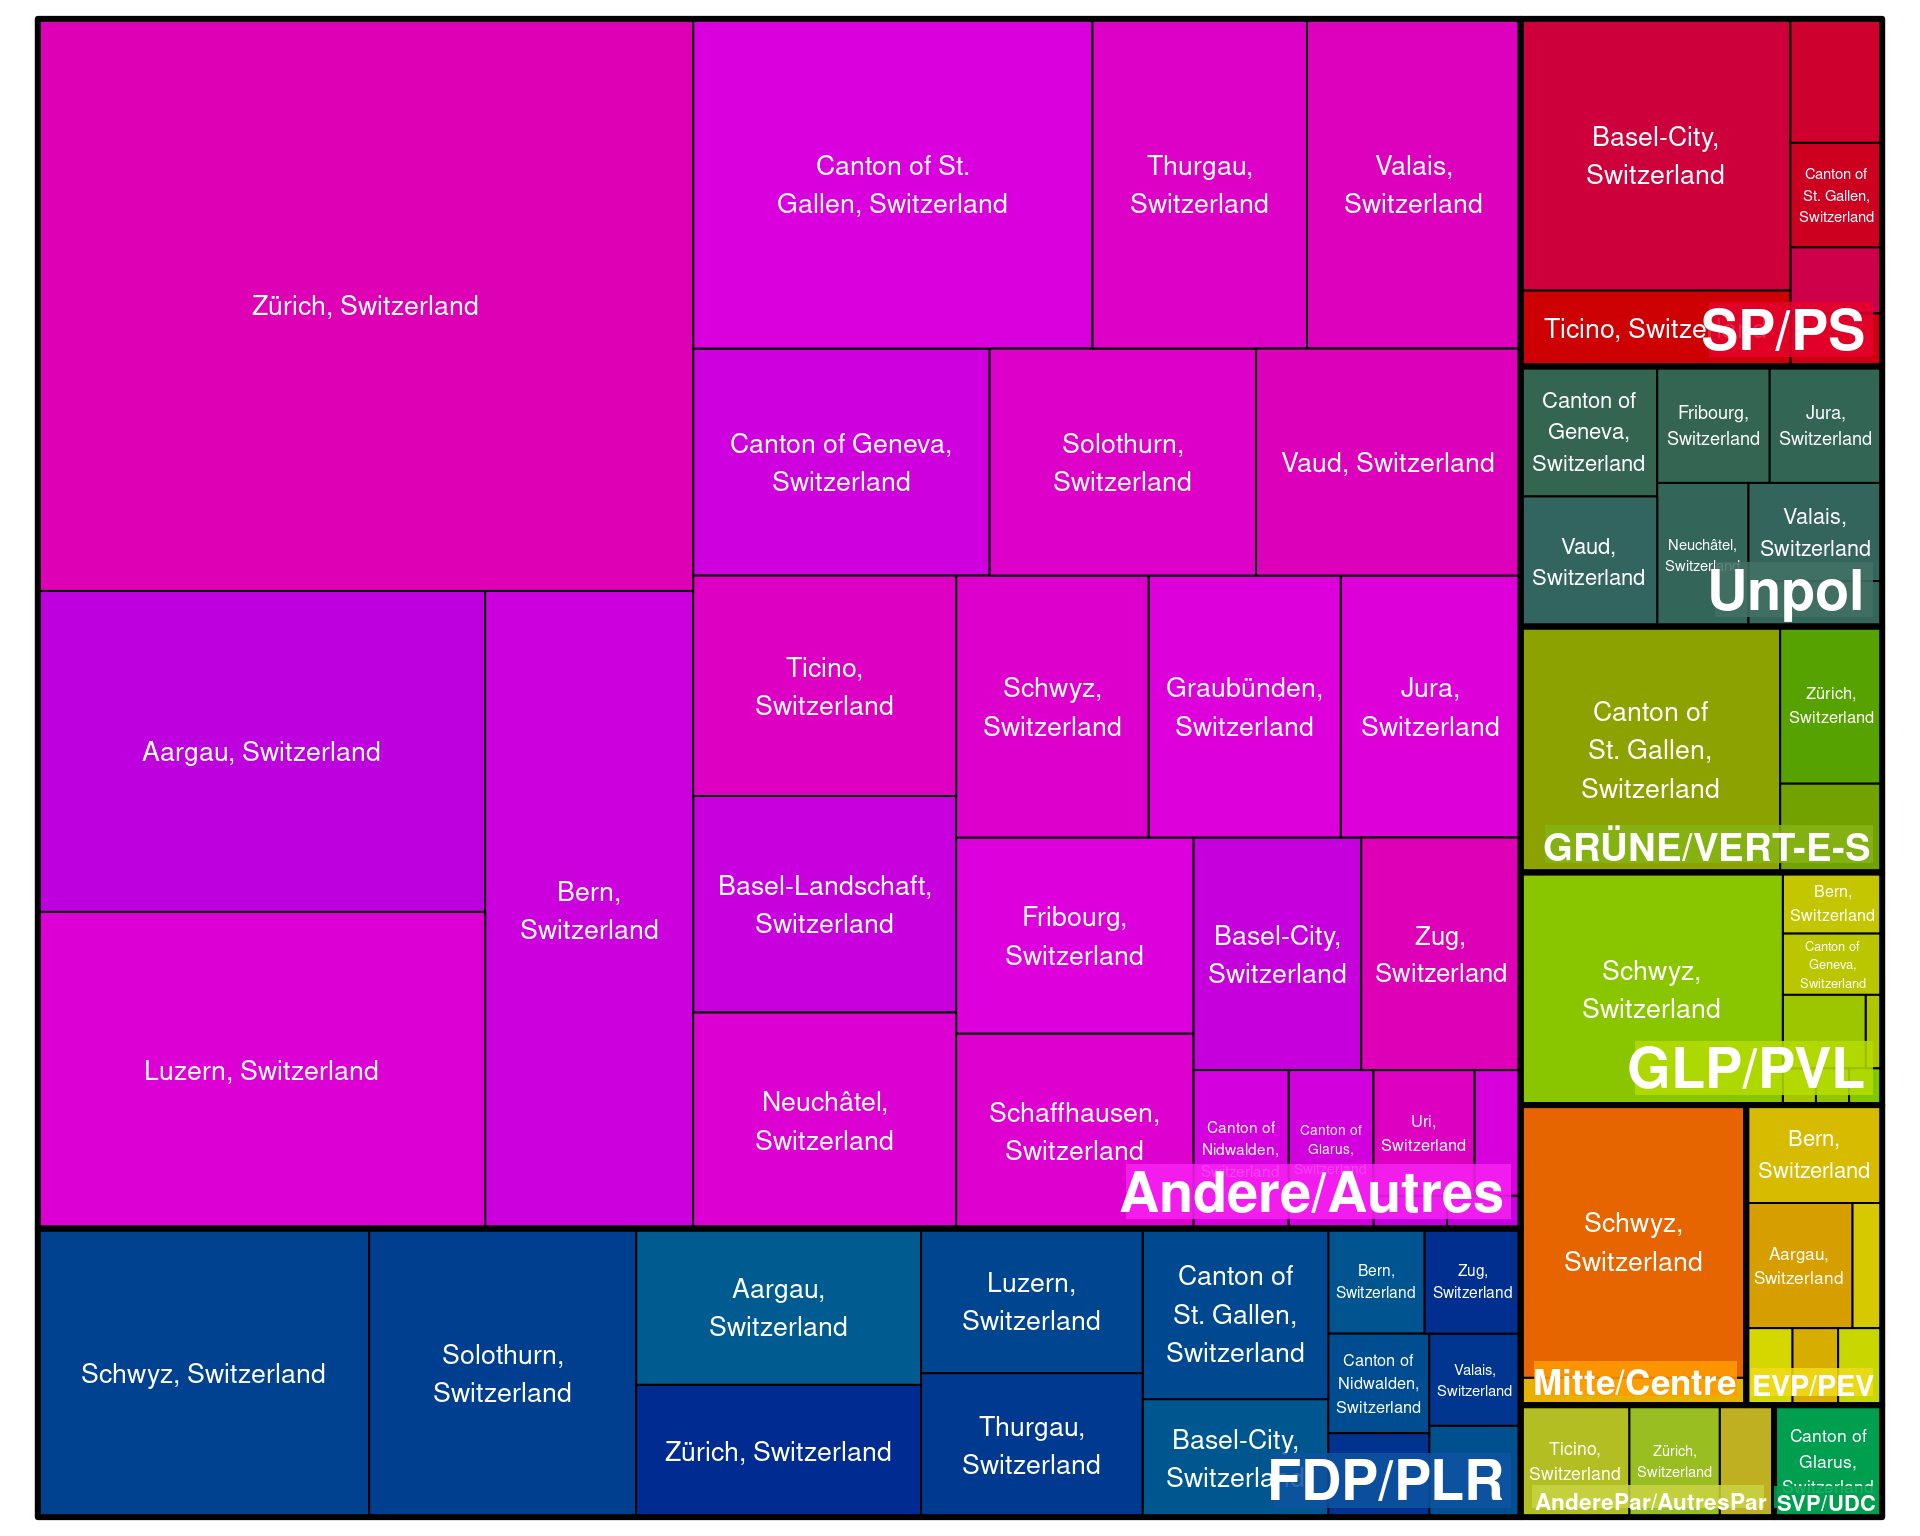 Zürich, Switzerland
Canton of St.
Gallen, Switzerland
Thurgau,
Switzerland
Valais,
Switzerland
Canton of Geneva,
Switzerland
Solothurn,
Switzerland
Vaud, Switzerland
Aargau, Switzerland
Luzern, Switzerland
Bern,
Switzerland
Ticino,
Switzerland
Schwyz,
Switzerland
Graubünden,
Switzerland
Jura,
Switzerland
Basel-Landschaft,
Switzerland
Neuchâtel,
Switzerland
Fribourg,
Switzerland
Schaffhausen,
Switzerland
Basel-City,
Switzerland
Zug,
Switzerland
Canton of
Nidwalden,
Switzerland
Canton of
Glarus,
Switzerland
Uri,
Switzerland
Andere/Autres
Schwyz, Switzerland
Solothurn,
Switzerland
Aargau,
Switzerland
Zürich, Switzerland
Luzern,
Switzerland
Thurgau,
Switzerland
Canton of
St. Gallen,
Switzerland
Basel-City,
Switzerland
Bern,
Switzerland
Zug,
Switzerland
Canton of
Nidwalden,
Switzerland
Valais,
Switzerland
FDP/PLR
Basel-City,
Switzerland
Canton of
St. Gallen,
Switzerland
Ticino, Switzerland
SP/PS
Canton of
Geneva,
Switzerland
Fribourg,
Switzerland
Jura,
Switzerland
Vaud,
Switzerland
Neuchâtel,
Switzerland
Valais,
Switzerland
Unpol
Canton of
St. Gallen,
Switzerland
Zürich,
Switzerland
GRÜNE/VERT-E-S
Schwyz,
Switzerland
Bern,
Switzerland
Canton of
Geneva,
Switzerland
GLP/PVL
Schwyz,
Switzerland
Mitte/Centre
Bern,
Switzerland
Aargau,
Switzerland
EVP/PEV
Ticino,
Switzerland
Zürich,
Switzerland
AnderePar/AutresPar
Canton of
Glarus,
Switzerland
SVP/UDC